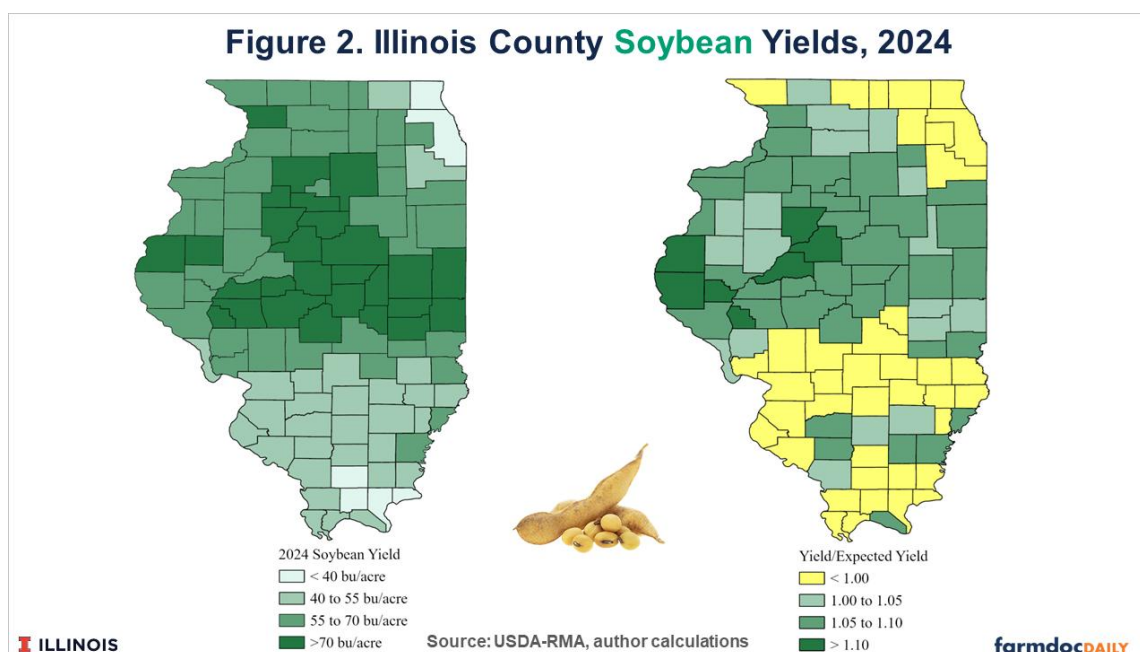 Figure 2. Illinois County Soybean Yields, 2024
2024 Soybean Yield
< 40 bu/acre
40 to 55 bu/acre
55 to 70 bu/acre
>70 bu/acre
Yield/Expected Yield
< 1.00
1.00 to 1.05
1.05 to 1.10
> 1.10
I ILLINOIS
Source: USDA-RMA, author calculations
farmdocDAILY